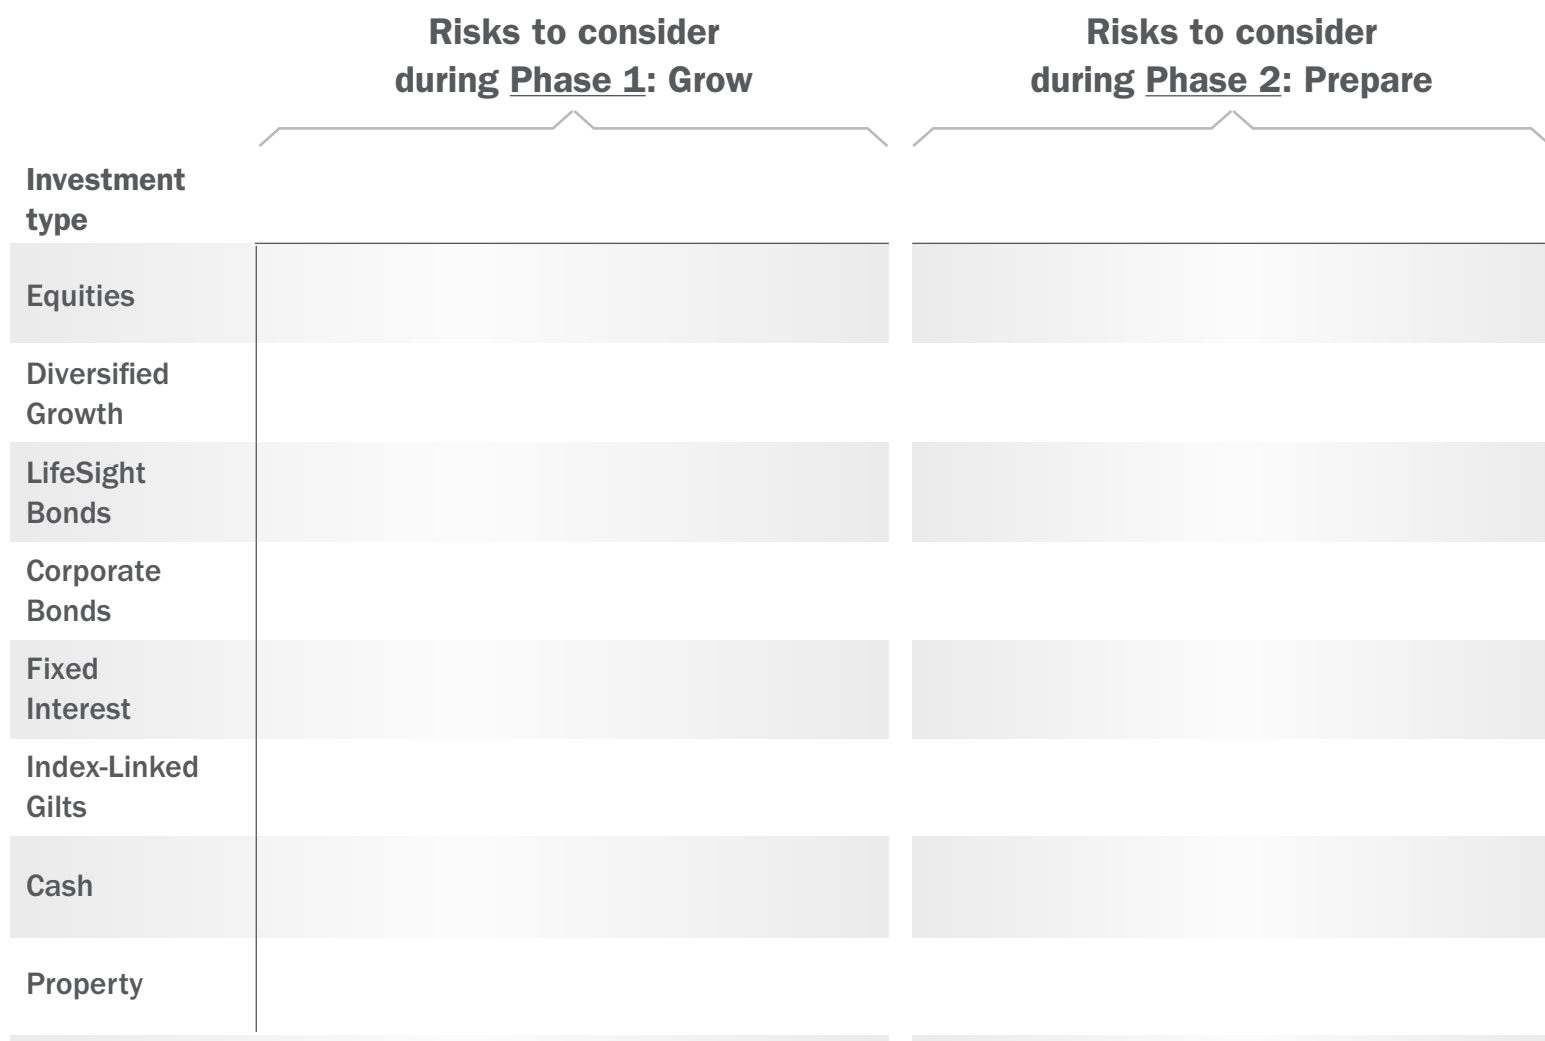 Risks to consider
during Phase 1: Grow
Risks to consider
during Phase 2: Prepare
Investment
type
Equities
Diversified
Growth
LifeSight
Bonds
Corporate
Bonds
Fixed
Interest
Index-Linked
Gilts
Cash
Property